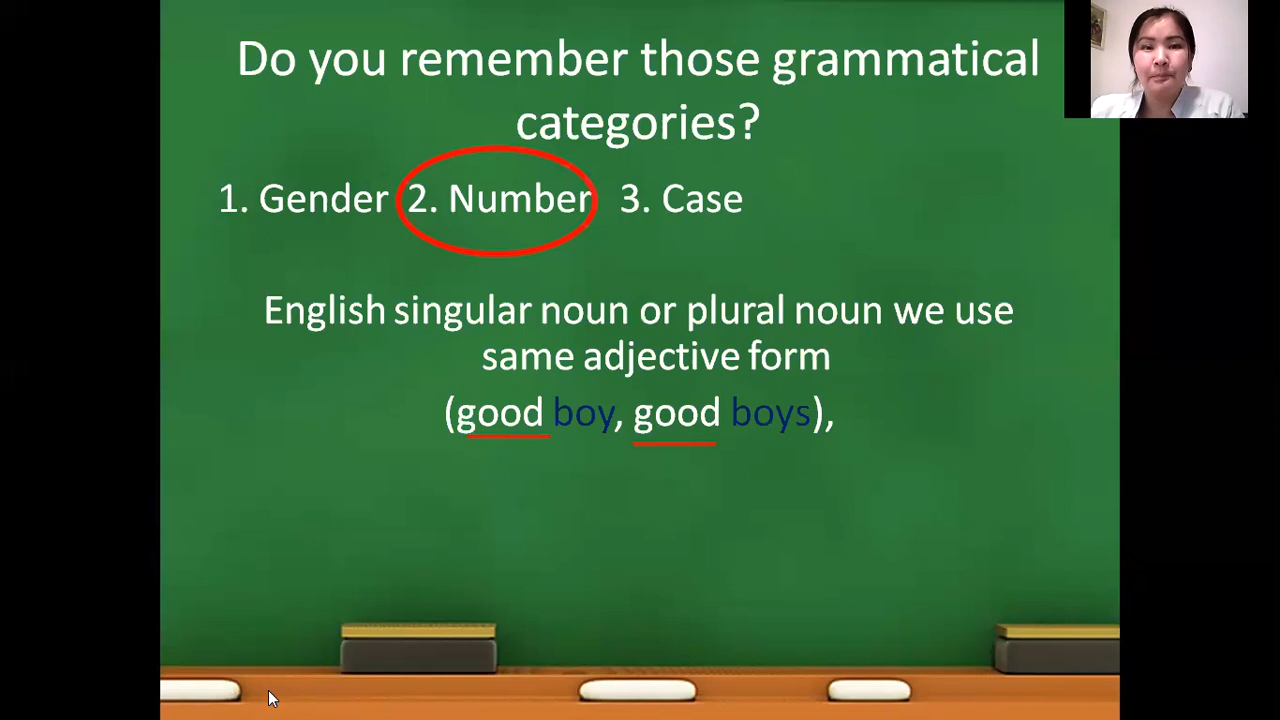 Do you remember those grammatical
categories?
1. Gender 2. Number 3. Case
English singular noun or plural noun we use
same adjective form
(good boy, good boys),